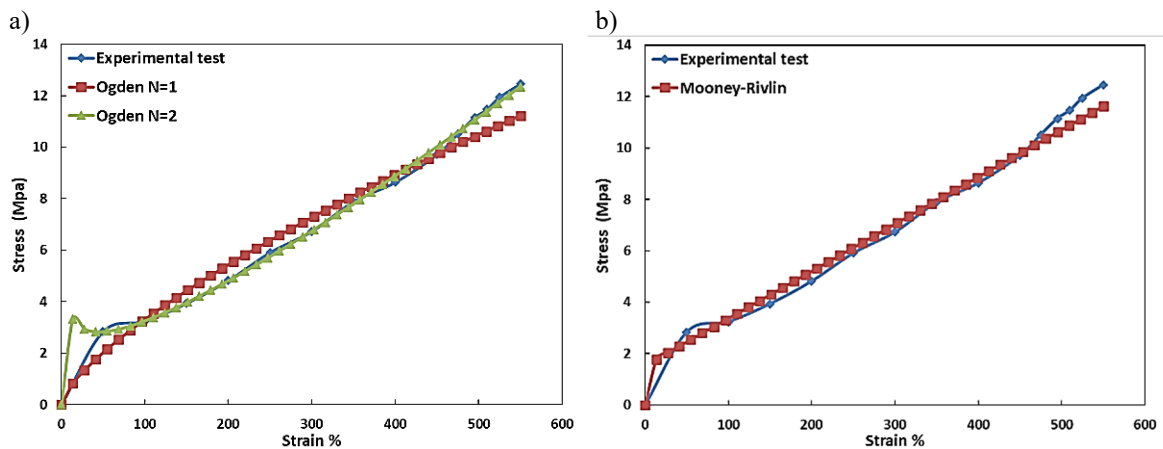 a)
14
12
10
8
6
4
2
0
Stress (Mpa)
Experimental test
Ogden N=1
Ogden N=2
0 100 200 300 400 500 600
Strain %
b)
14
12
10
8
6
4
2
0
Stress (Mpa)
Experimental test
Mooney-Rivlin
0 100 200 300 400 500 600
Strain %